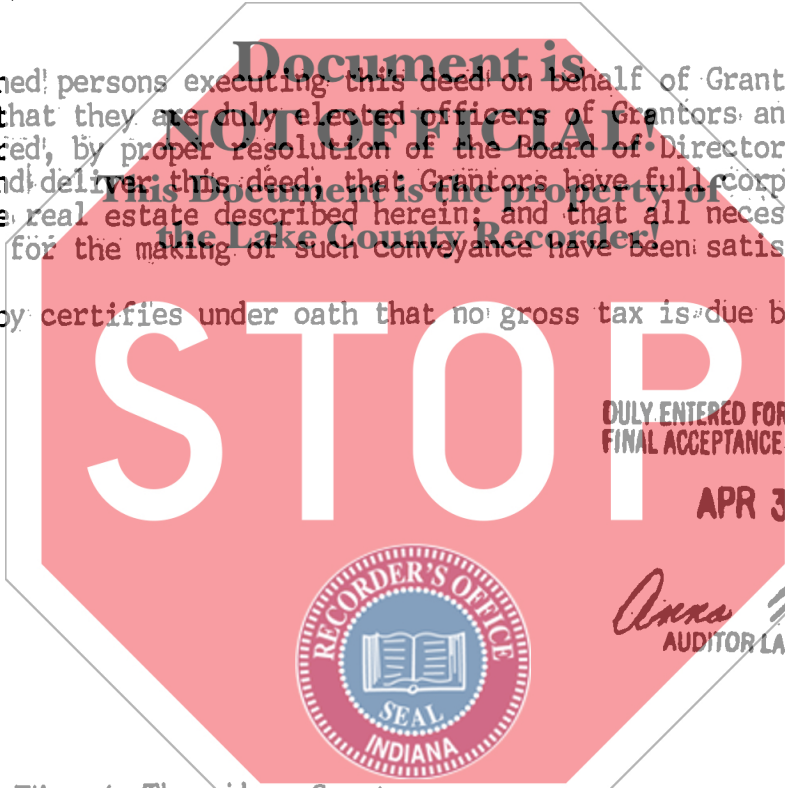 Document is
NOT OFFICIAL!
This Document is the property of
the Lake County Recorder!
ned persons executing this deed on behalf of Grant
that they are duly elected officers of Grantors an
red, by proper resolution of the Board of Director
nd deliver this deed; that Grantors have full corp
e real estate described herein; and that all neces
for the making of such conveyance have been satis
by certifies under oath that no gross tax is due b
STOP
DULY ENTERED FOR
FINAL ACCEPTANCE
APR 3
Anna
AUDITOR LA
RECORDER'S OFFICE
SEAL
INDIANA